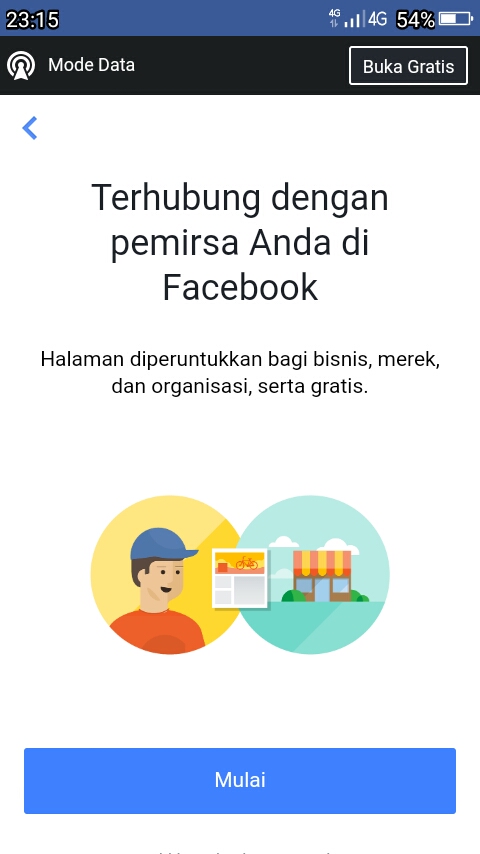 23:15 4G 4G 54%
Mode Data Buka Gratis
Terhubung dengan
pemirsa Anda di
Facebook
Halaman diperuntukkan bagi bisnis, merek,
dan organisasi, serta gratis.
Mulai